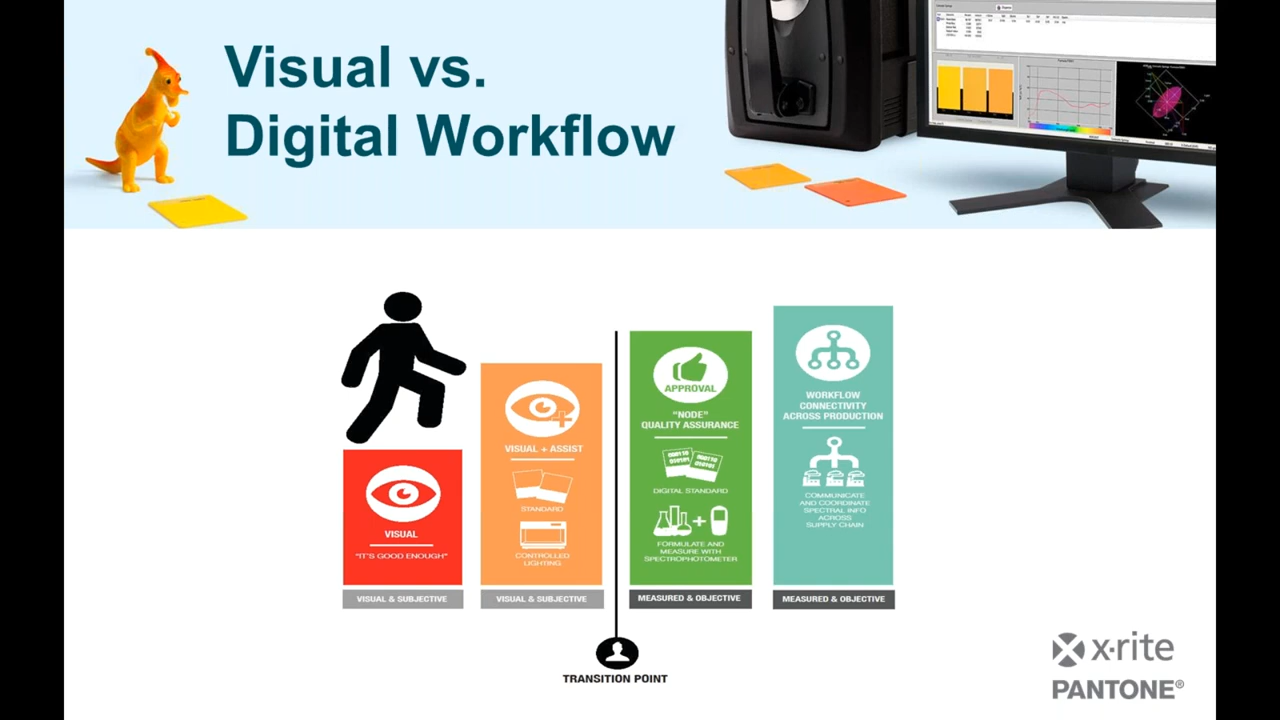 Visual vs.
Digital Workflow
VISUAL
"IT'S GOOD ENOUGH"
VISUAL & SUBJECTIVE
VISUAL + ASSIST
STANDARD
CONTROLLED
LIGHTING
VISUAL & SUBJECTIVE
APPROVAL
"NODE"
QUALITY ASSURANCE
DIGITAL STANDARD
FORMULATE AND
MEASURE WITH
SPECTROPHOTOMETER
MEASURED & OBJECTIVE
WORKFLOW
CONNECTIVITY
ACROSS PRODUCTION
COMMUNICATE
AND COORDINATE
SPECTRAL INFO
ACROSS
SUPPLY CHAIN
MEASURED & OBJECTIVE
TRANSITION POINT
x·rite
PANTONE®